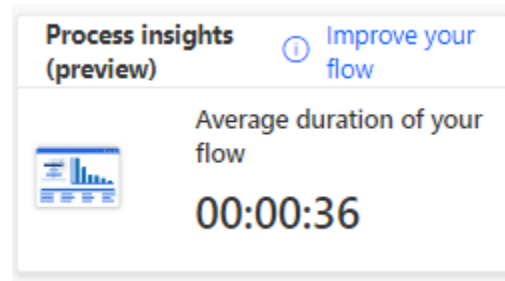 Process insights
(preview)
Improve your
flow
Average duration of your
flow
00:00:36